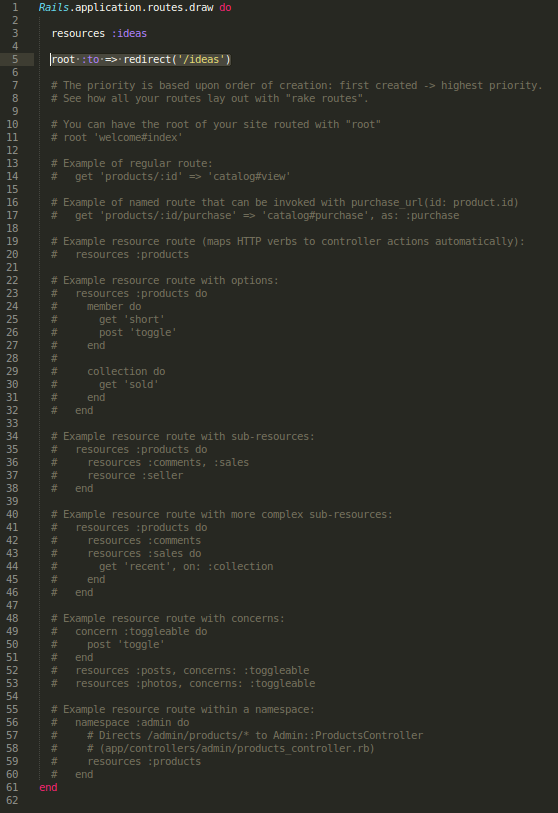 1 Rails.application.routes.draw do
2
3   resources :ideas
4
5   root :to => redirect('/ideas')
6
7   # The priority is based upon order of creation: first created -> highest priority.
8   # See how all your routes lay out with "rake routes".
9
10   # You can have the root of your site routed with "root"
11   # root 'welcome#index'
12
13   # Example of regular route:
14   #   get 'products/:id' => 'catalog#view'
15
16   # Example of named route that can be invoked with purchase_url(id: product.id)
17   #   get 'products/:id/purchase' => 'catalog#purchase', as: :purchase
18
19   # Example resource route (maps HTTP verbs to controller actions automatically):
20   #   resources :products
21
22   # Example resource route with options:
23   #   resources :products do
24   #     member do
25   #       get 'short'
26   #       post 'toggle'
27   #     end
28   #
29   #     collection do
30   #       get 'sold'
31   #     end
32   #   end
33
34   # Example resource route with sub-resources:
35   #   resources :products do
36   #     resources :comments, :sales
37   #     resource :seller
38   #   end
39
40   # Example resource route with more complex sub-resources:
41   #   resources :products do
42   #     resources :comments
43   #     resources :sales do
44   #       get 'recent', on: :collection
45   #     end
46   #   end
47
48   # Example resource route with concerns:
49   #   concern :toggleable do
50   #     post 'toggle'
51   #   end
52   #   resources :posts, concerns: :toggleable
53   #   resources :photos, concerns: :toggleable
54
55   # Example resource route within a namespace:
56   #   namespace :admin do
57   #     # Directs /admin/products/* to Admin::ProductsController
58   #     # (app/controllers/admin/products_controller.rb)
59   #     resources :products
60   #   end
61 end
62